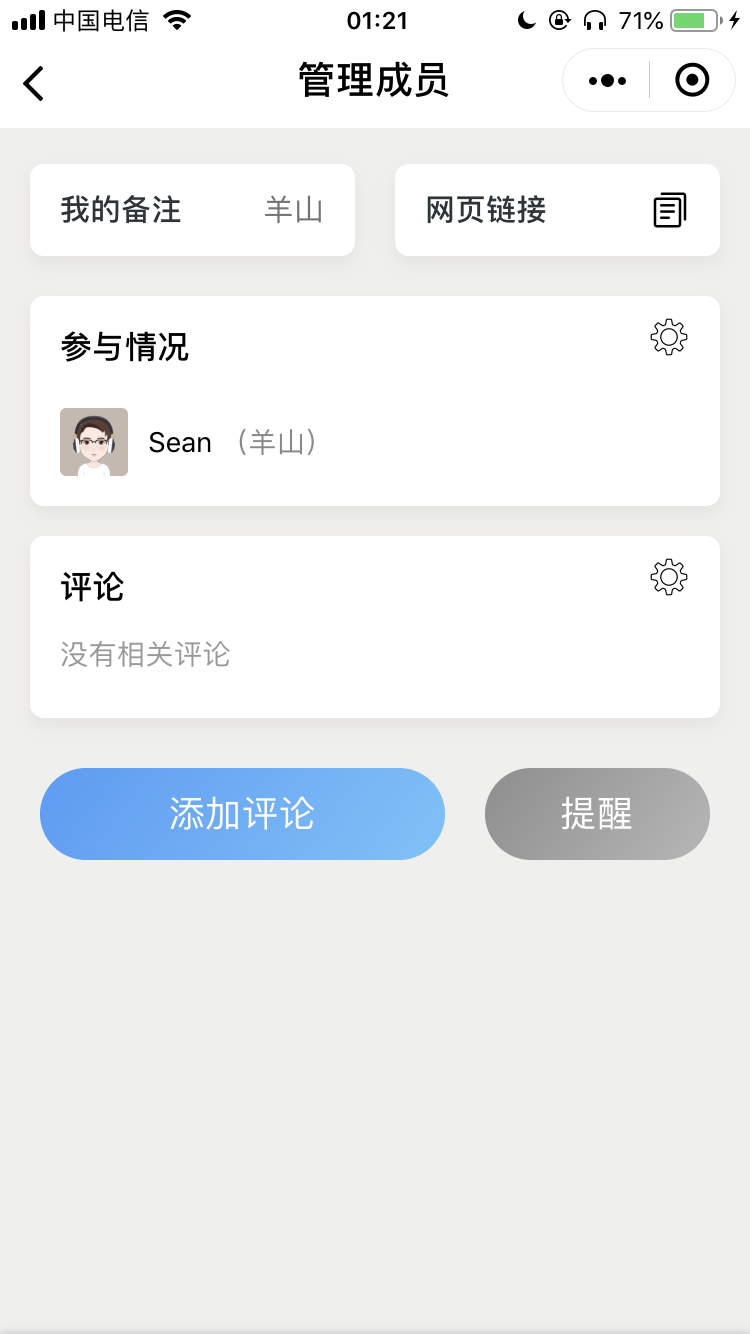 中国电信 01:21 71%
管理成员
我的备注 羊山 网页链接
参与情况
Sean （羊山）
评论
没有相关评论
添加评论 提醒